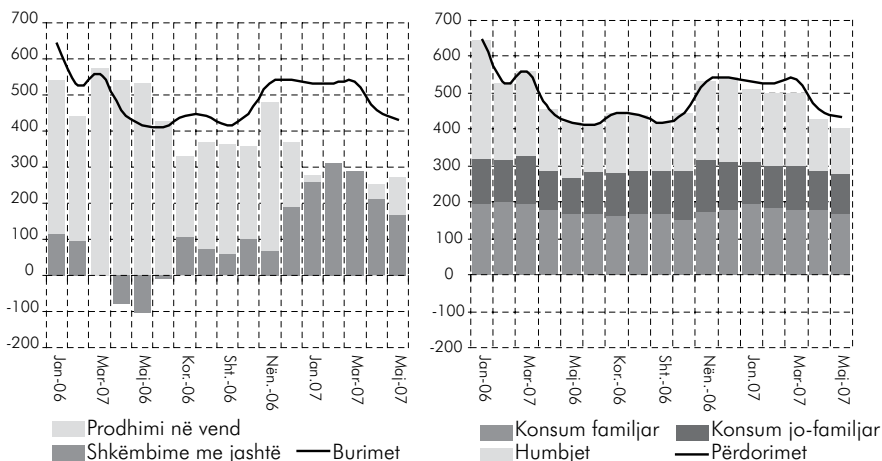 700
600
500
400
300
200
100
0
-100
-200
Jan-06
Mar-07
Maj-06
Kor.-06
Sht.-06
Nën.-06
Jan.07
Mar-07
Maj-07
Prodhimi në vend
Shkëmbime me jashtë Burimet
700
600
500
400
300
200
100
0
-100
-200
Jan-06
Mar-07
Maj-06
Kor.-06
Sht.-06
Nën.-06
Jan.07
Mar-07
Maj-07
Konsum familjar Konsum jo-familjar
Humbjet Përdorimet